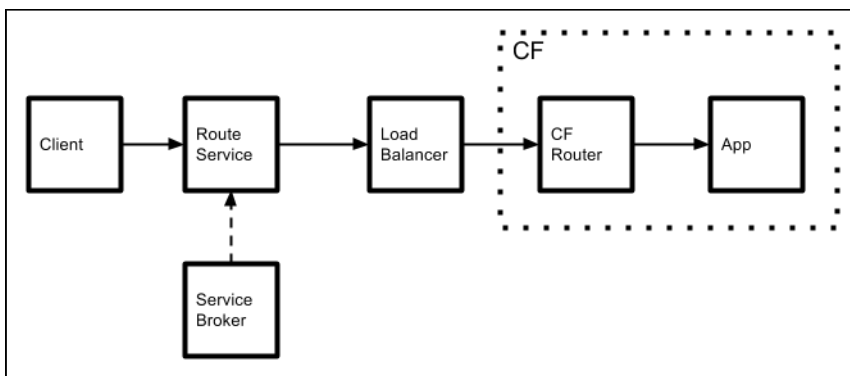 CF
Client
Route
Service
Load
Balancer
CF
Router
App
Service
Broker